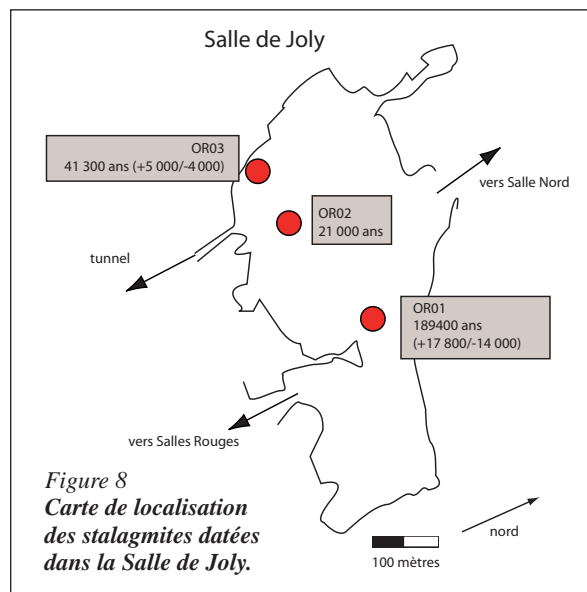 Salle de Joly
OR03
41 300 ans (+5 000/-4 000)
vers Salle Nord
OR02
21 000 ans
tunnel
OR01
189400 ans
(+17 800/-14 000)
vers Salles Rouges
Figure 8
Carte de localisation
des stalagmites datées
dans la Salle de Joly.
nord
100 mètres